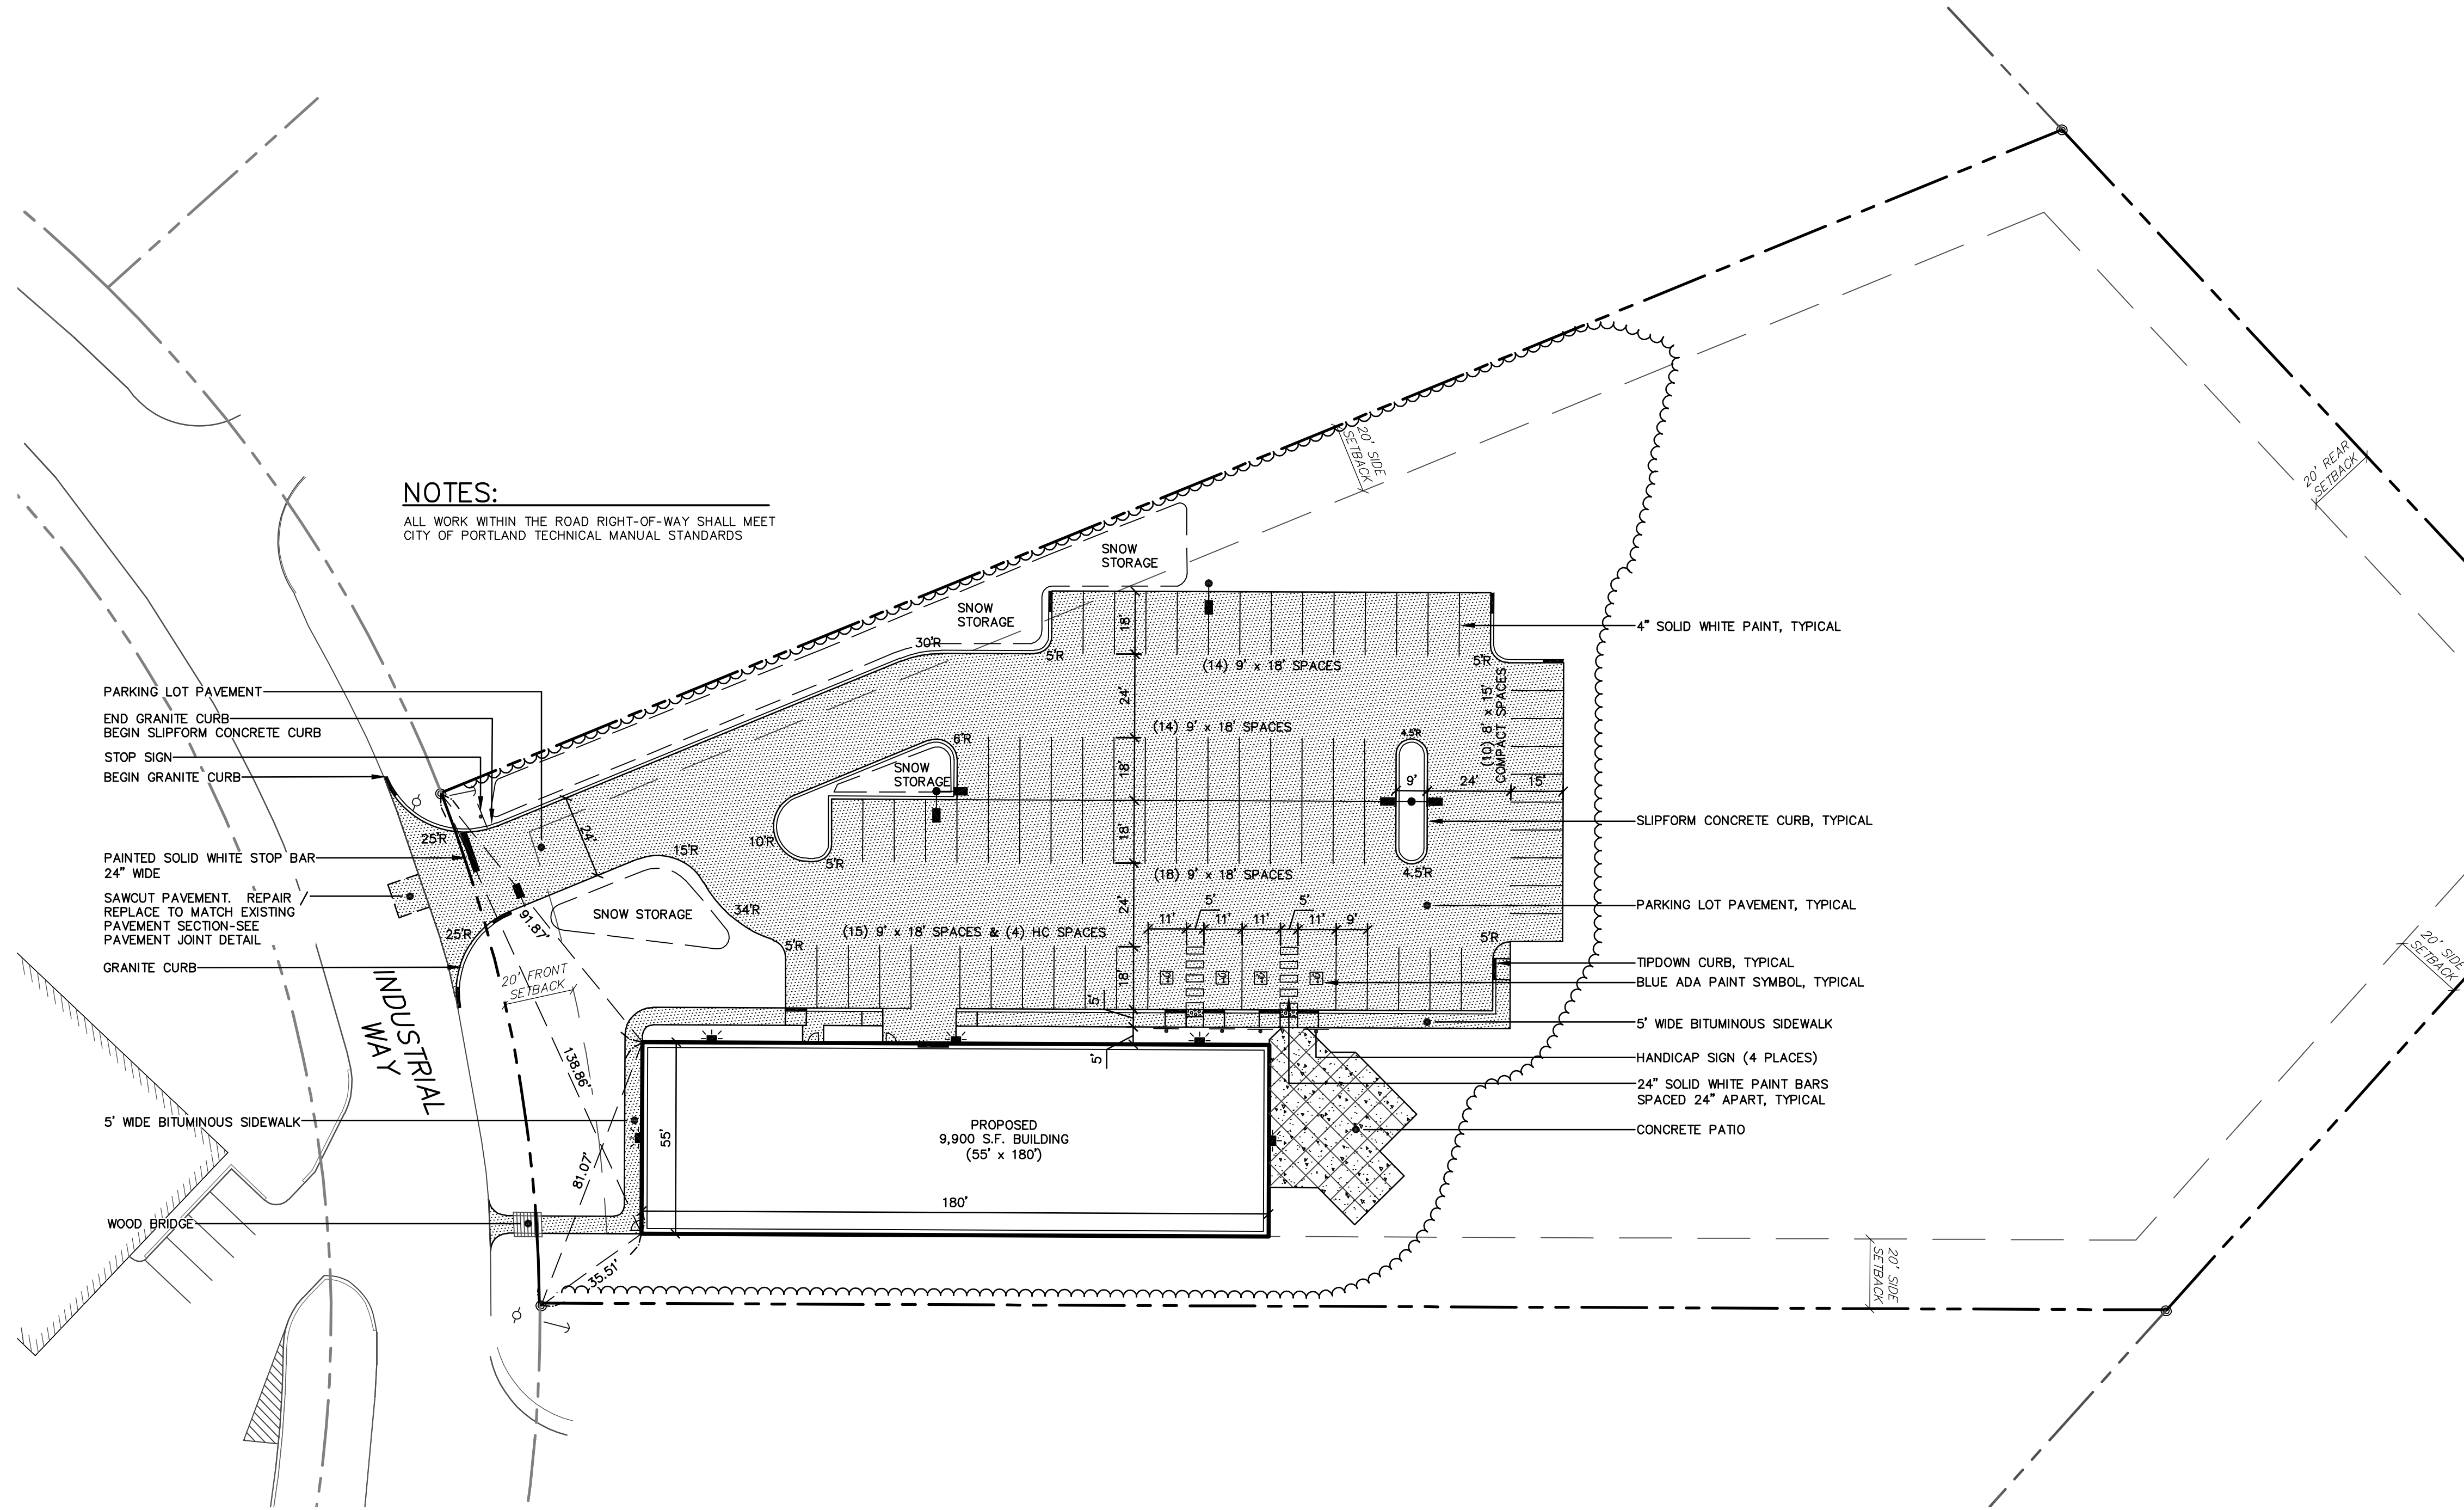 NOTES:
ALL WORK WITHIN THE ROAD RIGHT-OF-WAY SHALL MEET
CITY OF PORTLAND TECHNICAL MANUAL STANDARDS
20' SIDE
SETBACK
20' REAR
SETBACK
SNOW
STORAGE
SNOW
STORAGE
30'R
5'R
18'
(14) 9' x 18' SPACES
5'R
4" SOLID WHITE PAINT, TYPICAL
PARKING LOT PAVEMENT
END GRANITE CURB
BEGIN SLIPFORM CONCRETE CURB
STOP SIGN
BEGIN GRANITE CURB
24'
(14) 9' x 18' SPACES
(10) 8' x 15'
COMPACT SPACES
6'R
4.5'R
SNOW
STORAGE
18'
9'
24'
15'
25'R
24'
10'R
5'R
18'
SLIPFORM CONCRETE CURB, TYPICAL
PAINTED SOLID WHITE STOP BAR
24" WIDE
15'R
4.5'R
(18) 9' x 18' SPACES
SAWCUT PAVEMENT. REPAIR /
REPLACE TO MATCH EXISTING
PAVEMENT SECTION-SEE
PAVEMENT JOINT DETAIL
SNOW STORAGE
34'R
91.87'
25'R
24'
5'
5'
11'
11'
11'
11'
9'
PARKING LOT PAVEMENT, TYPICAL
(15) 9' x 18' SPACES & (4) HC SPACES
5'R
5'R
GRANITE CURB
20' FRONT
SETBACK
18'
TIPDOWN CURB, TYPICAL
BLUE ADA PAINT SYMBOL, TYPICAL
20' SIDE
SETBACK
5'
5' WIDE BITUMINOUS SIDEWALK
INDUSTRIAL
WAY
138.86'
5'
HANDICAP SIGN (4 PLACES)
24" SOLID WHITE PAINT BARS
SPACED 24" APART, TYPICAL
5' WIDE BITUMINOUS SIDEWALK
55'
PROPOSED
9,900 S.F. BUILDING
(55' x 180')
CONCRETE PATIO
81.07'
180'
WOOD BRIDGE
35.51'
20' SIDE
SETBACK